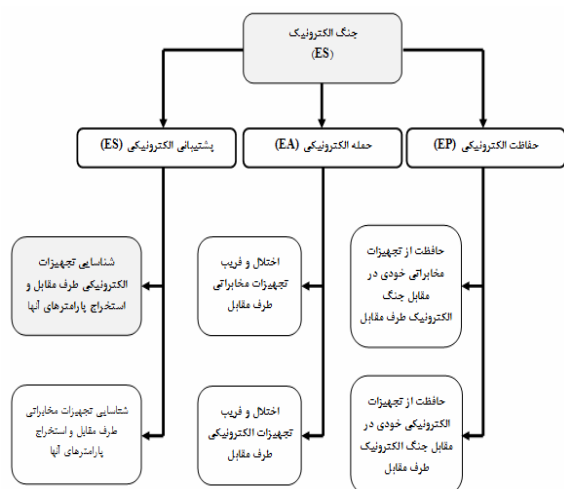 جنگ الکترونیک
(ES)
حفاظت الکترونیکی (EP)
حمله الکترونیکی (EA)
پشتیبانی الکترونیکی (ES)
حافظت از تجهیزات
مخابراتی خودی در
مقابل جنگ
الکترونیک طرف مقابل
اختلال و فریب
تجهیزات مخابراتی
طرف مقابل
شناسایی تجهیزات
الکترونیکی طرف مقابل و
استخراج پارامترهای آنها
حافظت از تجهیزات
الکترونیکی خودی در
مقابل جنگ الکترونیک
طرف مقابل
اختلال و فریب
تجهیزات الکترونیکی
طرف مقابل
شناسایی تجهیزات مخابراتی
طرف مقابل و استخراج
پارامترهای آنها